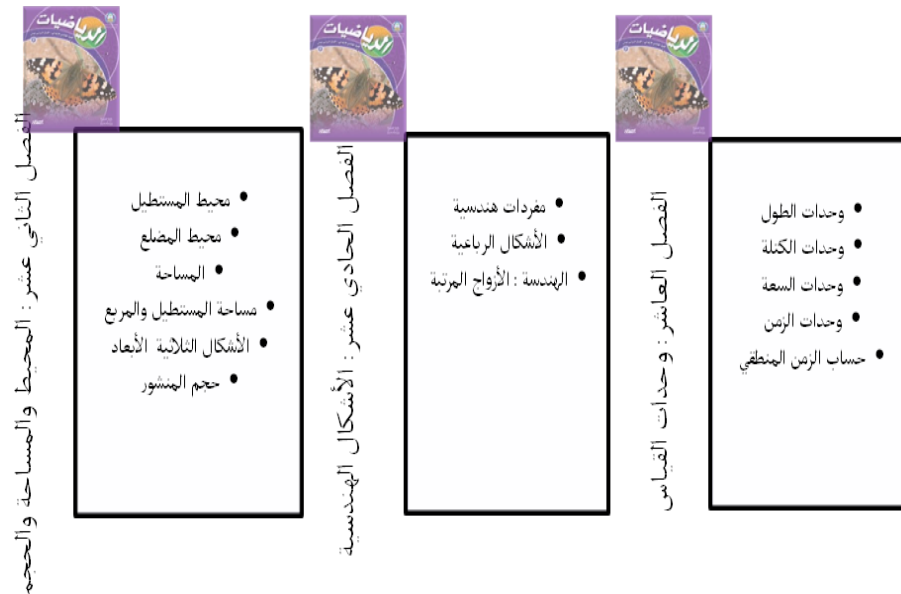 الرياضيات
الفصل العاشر : وحدات القياس
• وحدات الطول
• وحدات الكتلة
• وحدات السعة
• وحدات الزمن
• حساب الزمن المنطقي
الرياضيات
الفصل الحادي عشر : الأشكال الهندسية
• مفردات هندسية
• الأشكال الرباعية
• الهندسة : الأزواج المرتبة
الرياضيات
الفصل الثاني عشر : المحيط والمساحة والحجم
• محيط المستطيل
• محيط المضلع
• المساحة
• مساحة المستطيل والمربع
• الأشكال الثلاثية الأبعاد
• حجم المنشور